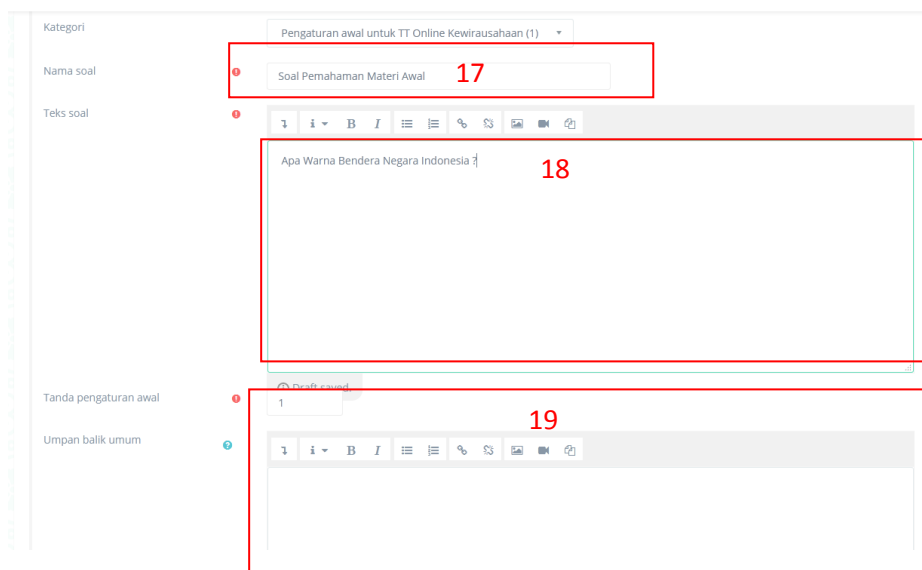 Kategori
Pengaturan awal untuk TT Online Kewirausahaan (1)
Nama soal
Soal Pemahaman Materi Awal
17
Teks soal
i B I
Apa Warna Bendera Negara Indonesia ?
18
Draft saved.
Tanda pengaturan awal
1
19
Umpan balik umum
i B I